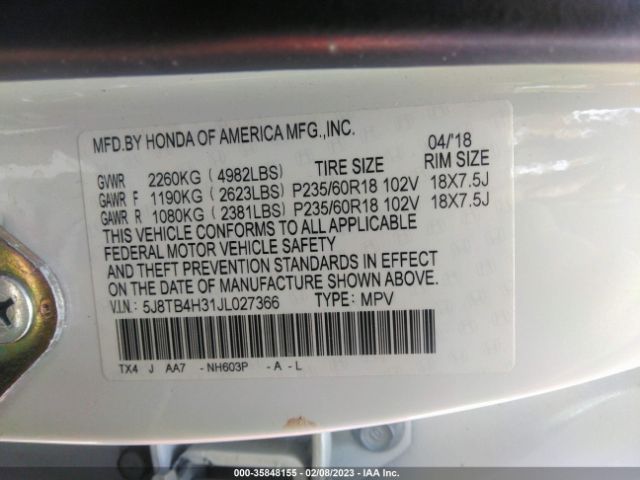 MFD.BY HONDA OF AMERICA MFG.,INC. 04/'18
GVWR 2260KG ( 4982LBS) TIRE SIZE RIM SIZE
GAWR F 1190KG ( 2623LBS) P235/60R18 102V 18X7.5J
GAWR R 1080KG ( 2381LBS) P235/60R18 102V 18X7.5J
THIS VEHICLE CONFORMS TO ALL APPLICABLE
FEDERAL MOTOR VEHICLE SAFETY
AND THEFT PREVENTION STANDARDS IN EFFECT
ON THE DATE OF MANUFACTURE SHOWN ABOVE.
V.I.N.: 5J8TB4H31JL027366 TYPE: MPV
TX4 J AA7 - NH603P - A - L
000-35848155 - 02/08/2023 - IAA Inc.